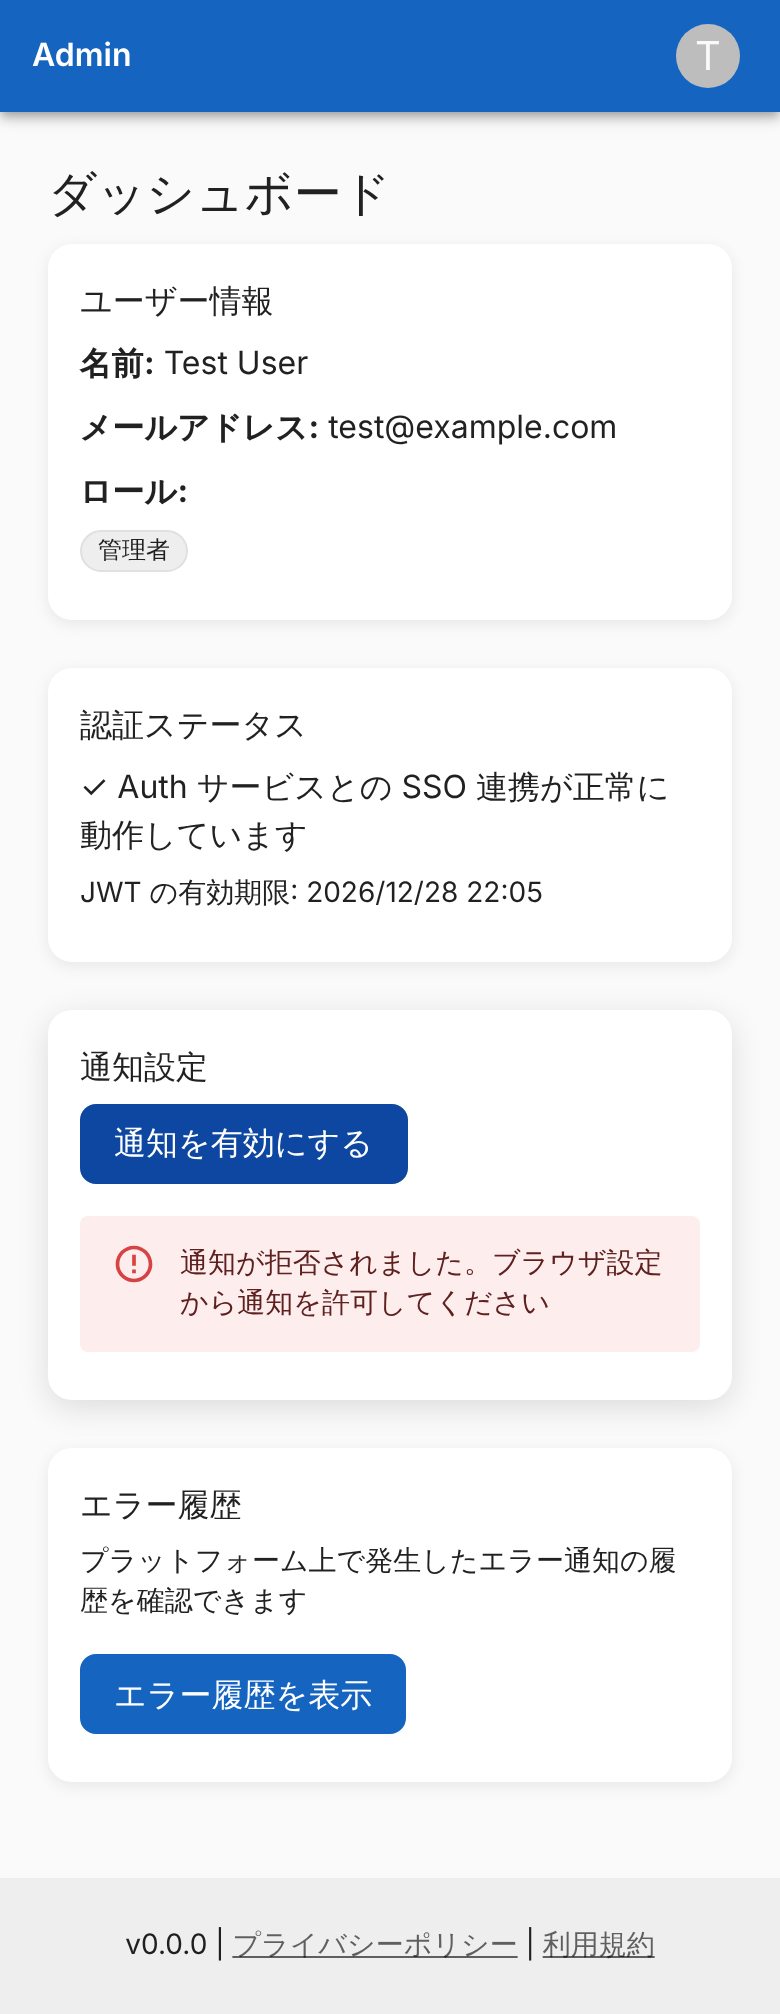 Admin
T
ダッシュボード
ユーザー情報
名前: Test User
メールアドレス: test@example.com
ロール:
管理者
認証ステータス
✓ Auth サービスとの SSO 連携が正常に
動作しています
JWT の有効期限: 2026/12/28 22:05
通知設定
通知を有効にする
通知が拒否されました。ブラウザ設定
から通知を許可してください
エラー履歴
プラットフォーム上で発生したエラー通知の履
歴を確認できます
エラー履歴を表示
v0.0.0 | プライバシーポリシー | 利用規約